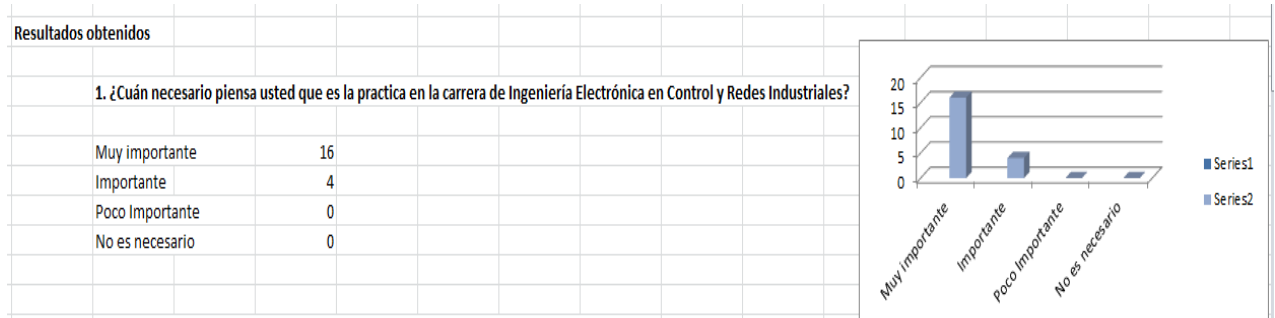 Resultados obtenidos
1. ¿Cuán necesario piensa usted que es la practica en la carrera de Ingeniería Electrónica en Control y Redes Industriales?
Muy importante 16
Importante 4
Poco Importante 0
No es necesario 0
20
15
10
5
0
Muy importante
Importante
Poco Importante
No es necesario
Series1
Series2